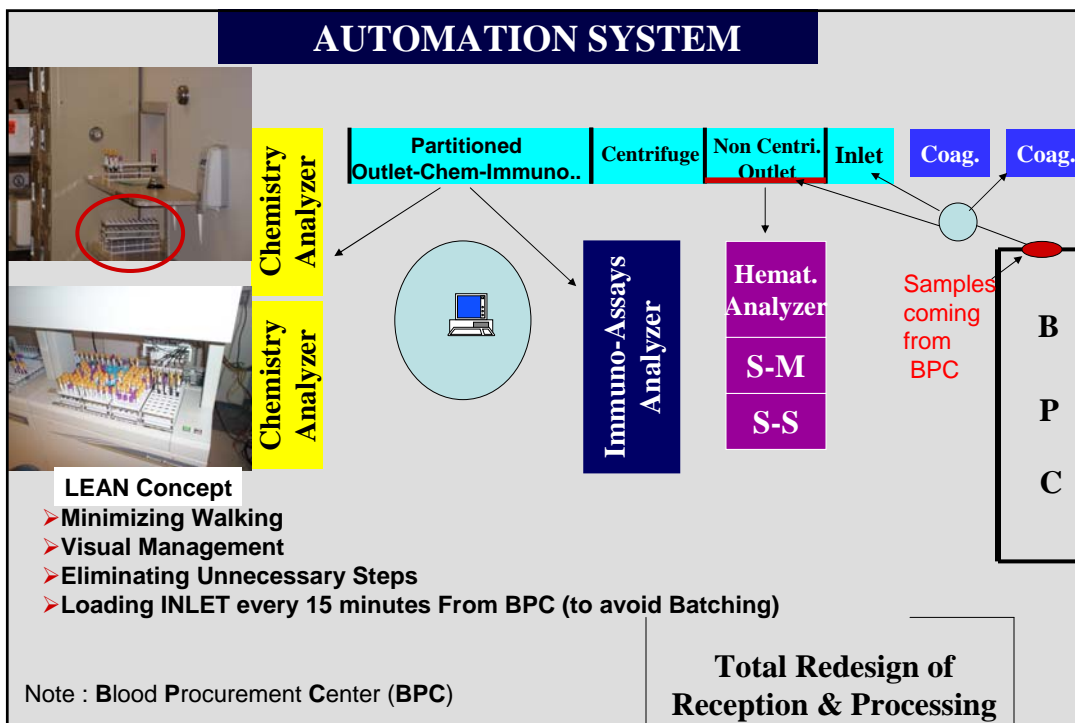 AUTOMATION SYSTEM
Chemistry
Analyzer
Chemistry
Analyzer
Partitioned
Outlet-Chem-Immuno..
Centrifuge
Non Centri.
Outlet
Inlet
Coag.
Coag.
Immuno-Assays
Analyzer
Hemat.
Analyzer
S-M
S-S
Samples
coming
from
BPC
B
P
C
LEAN Concept
➢Minimizing Walking
➢Visual Management
➢Eliminating Unnecessary Steps
➢Loading INLET every 15 minutes From BPC (to avoid Batching)
Note : Blood Procurement Center (BPC)
Total Redesign of
Reception & Processing